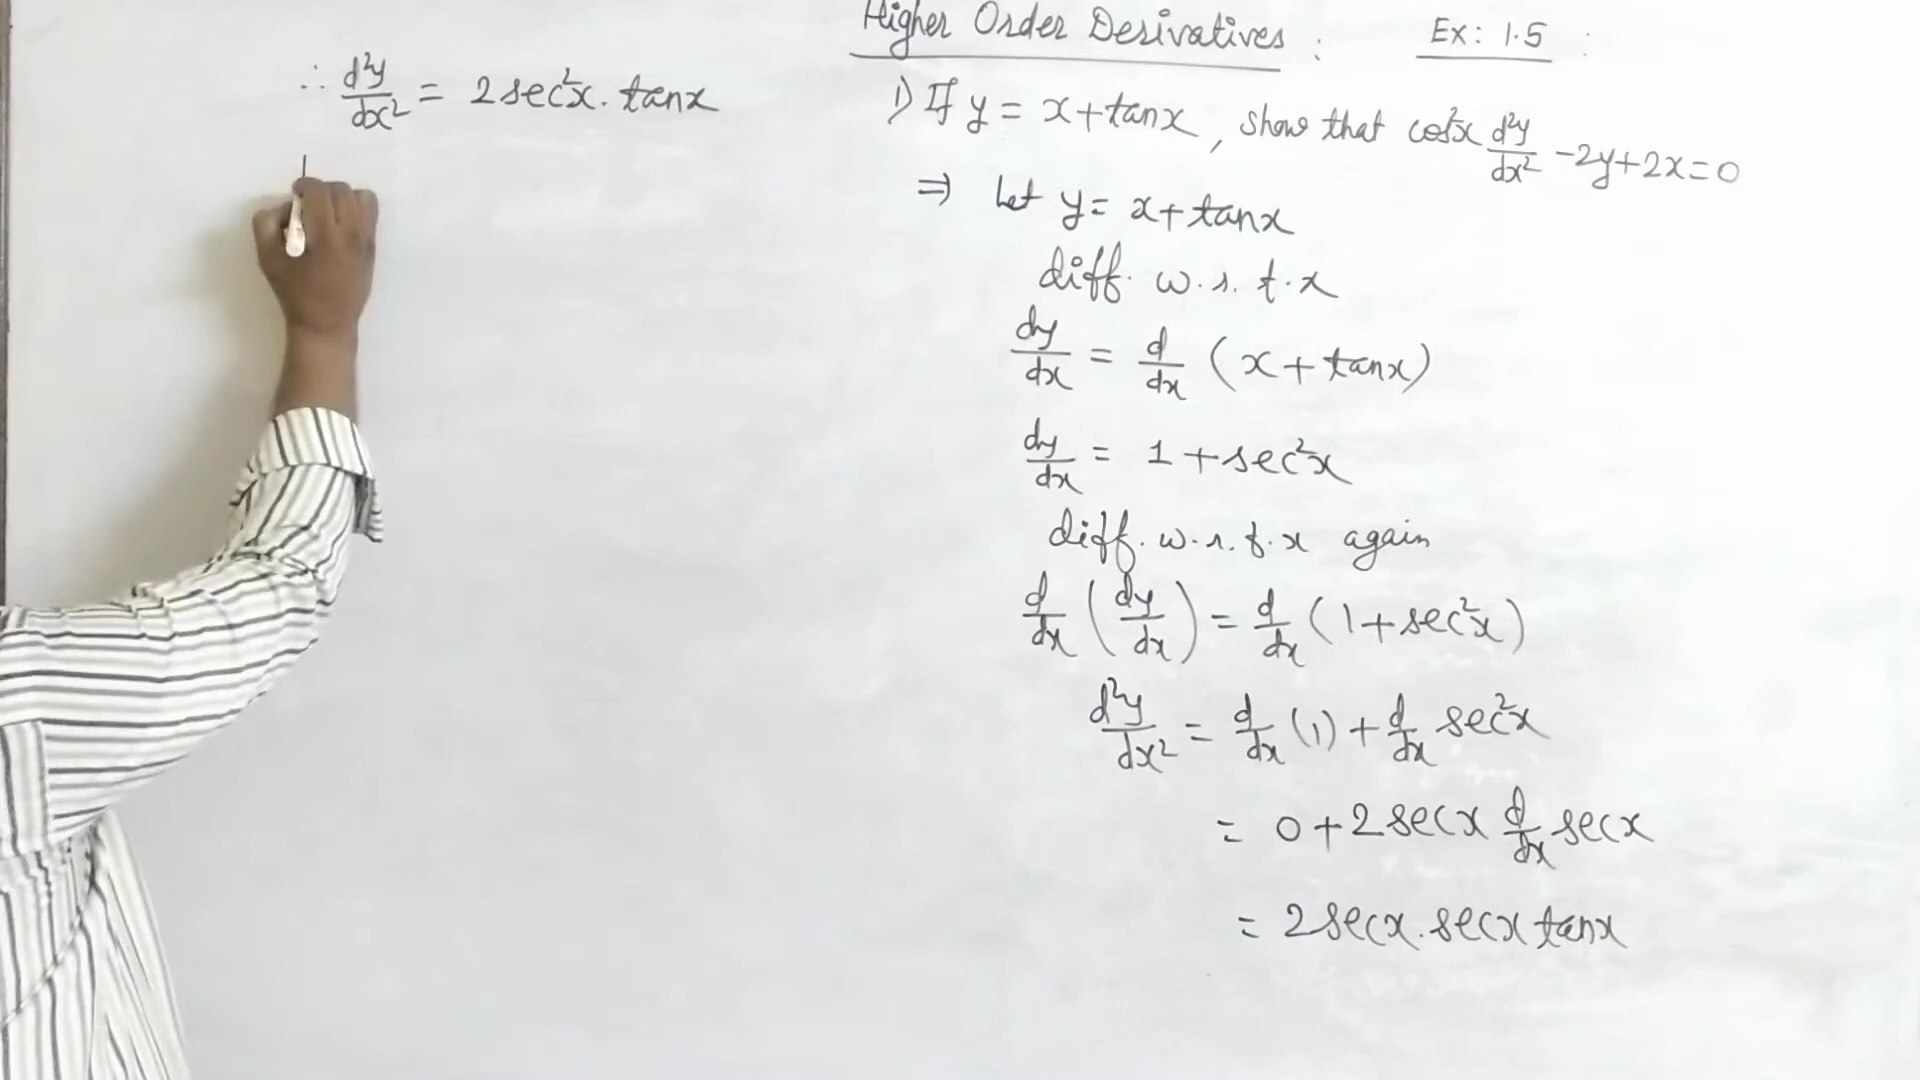 Higher Order Derivatives : Ex: 1.5
1) If y = x+tanx, show that cos²x d²y/dx² -2y+2x=0
⇒ Let y = x+tanx
diff. w.r.t.x
dy/dx = d/dx (x+tanx)
dy/dx = 1+sec²x
diff. w.r.t.x again
d/dx (dy/dx) = d/dx (1+sec²x)
d²y/dx² = d/dx (1) + d/dx sec²x
= 0+2secx d/dx secx
= 2secx.secx tanx
∴ d²y/dx² = 2sec²x. tanx